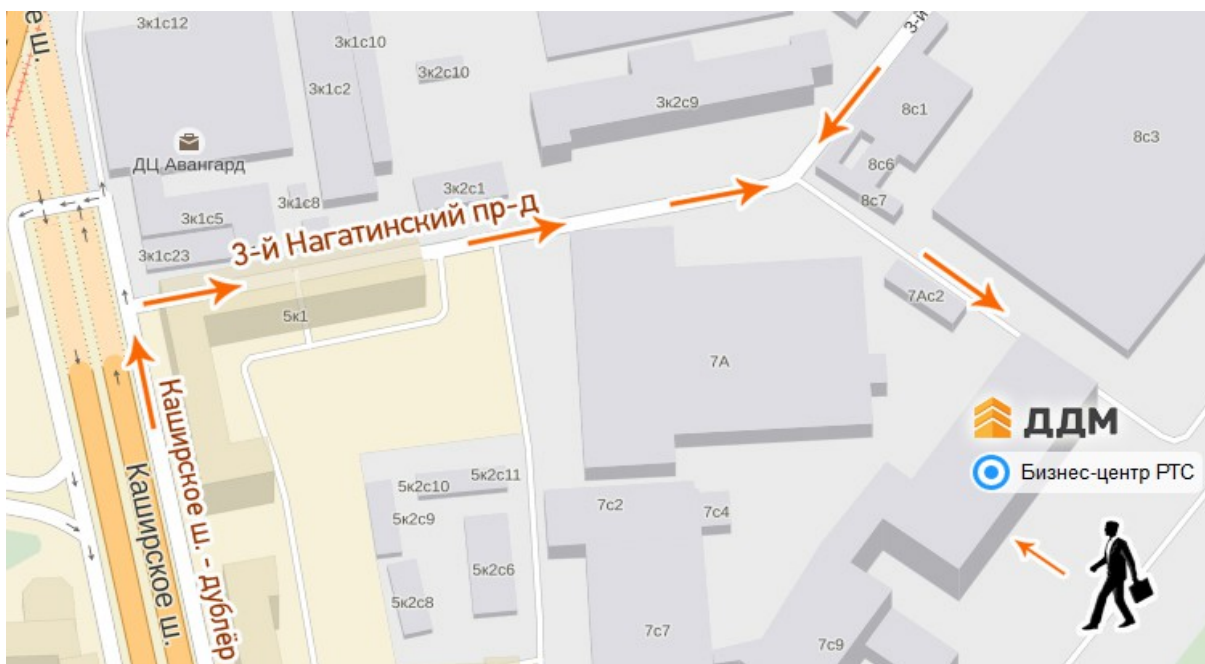 е ш.
3к1с12
3к1с10
3-й
3к2с10
3к1с2
3к2с9
8с1
8с3
ДЦ Авангард
8с6
3к2с1
3к1с8
8с7
3к1с5
3-й Нагатинский пр-д
3к1с23
7Ас2
5к1
7А
Каширское ш. - дублёр
ДДМ
Бизнес-центр РТС
Каширское ш.
5к2с11
5к2с10
7с2
7с4
5к2с9
5к2с6
5к2с8
7с7
7с9